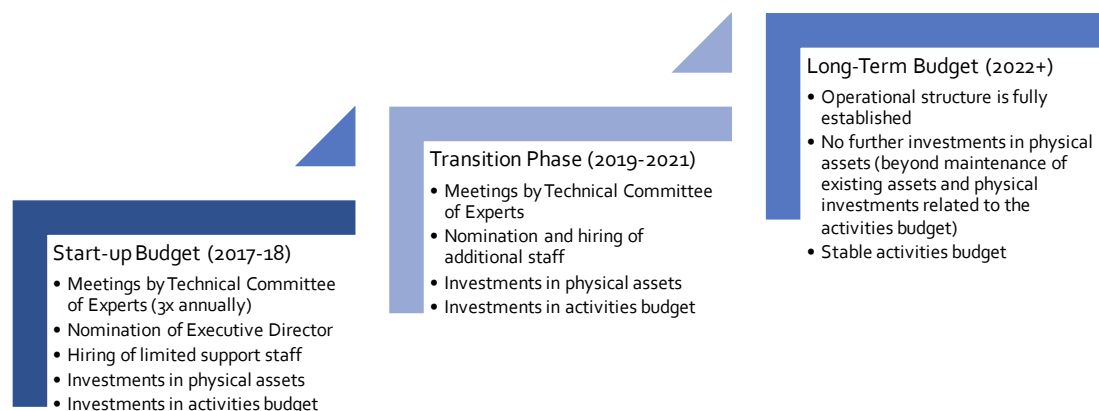 Start-up Budget (2017-18)
• Meetings by Technical Committee
of Experts (3x annually)
• Nomination of Executive Director
• Hiring of limited support staff
• Investments in physical assets
• Investments in activities budget
Transition Phase (2019-2021)
• Meetings by Technical Committee
of Experts
• Nomination and hiring of
additional staff
• Investments in physical assets
• Investments in activities budget
Long-Term Budget (2022+)
• Operational structure is fully
established
• No further investments in physical
assets (beyond maintenance of
existing assets and physical
investments related to the
activities budget)
• Stable activities budget